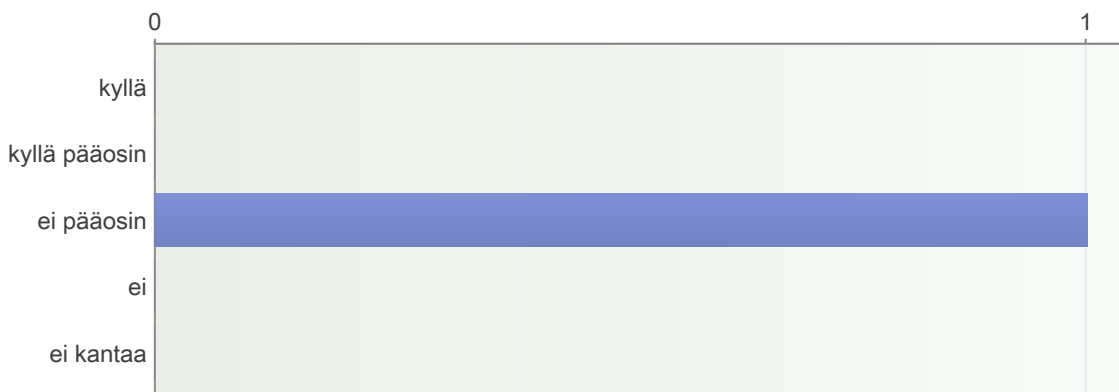 0 1
kyllä
kyllä pääosin
ei pääosin
ei
ei kantaa